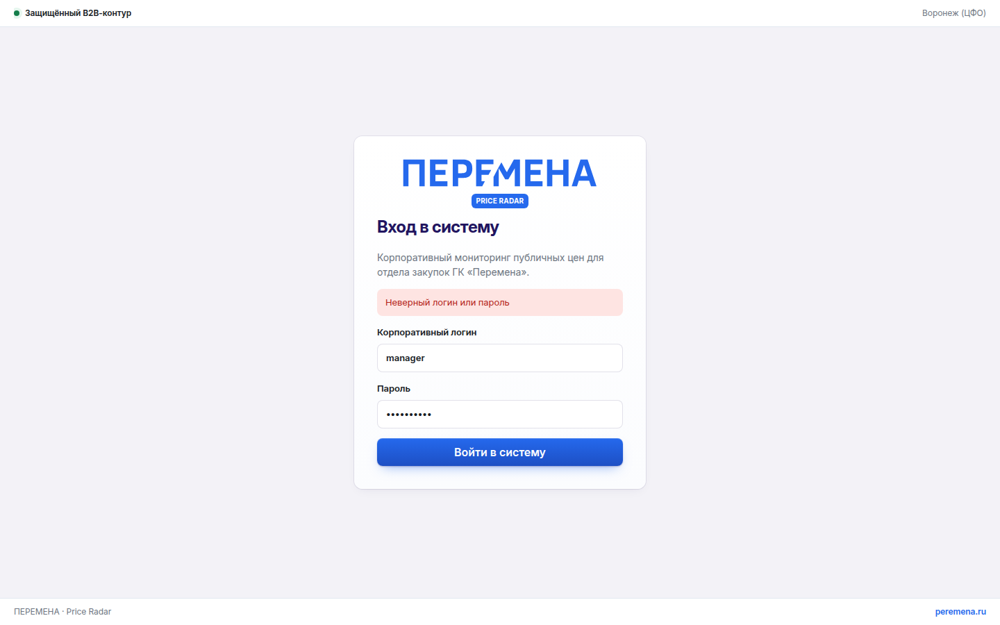 Защищённый B2B-контур
Воронеж (ЦФО)
ПЕРЕМЕНА
PRICE RADAR
Вход в систему
Корпоративный мониторинг публичных цен для
отдела закупок ГК «Перемена».
Неверный логин или пароль
Корпоративный логин
manager
Пароль
••••••••••
Войти в систему
ПЕРЕМЕНА · Price Radar
peremena.ru